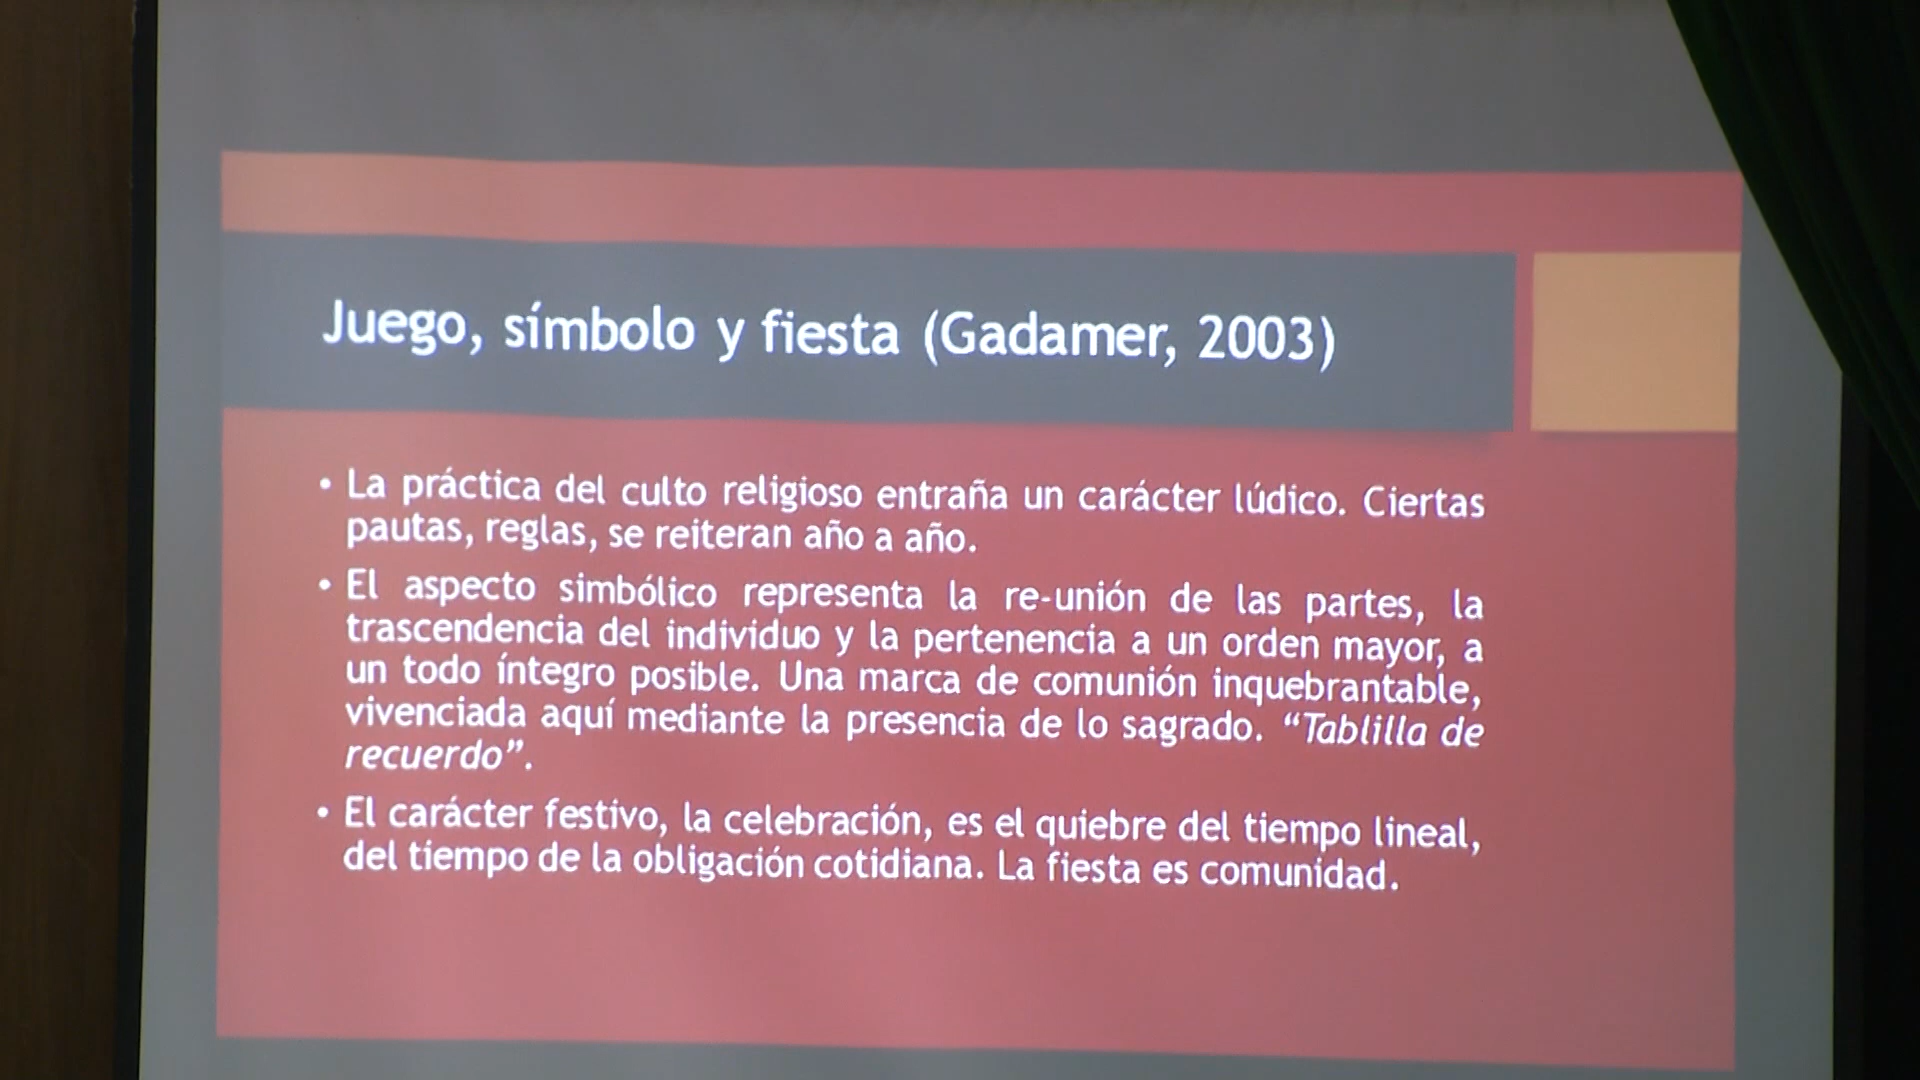 Juego, símbolo y fiesta (Gadamer, 2003)
• La práctica del culto religioso entraña un carácter lúdico. Ciertas
pautas, reglas, se reiteran año a año.
• El aspecto simbólico representa la re-unión de las partes, la
trascendencia del individuo y la pertenencia a un orden mayor, a
un todo íntegro posible. Una marca de comunión inquebrantable,
vivenciada aquí mediante la presencia de lo sagrado. “Tablilla de
recuerdo”.
• El carácter festivo, la celebración, es el quiebre del tiempo lineal,
del tiempo de la obligación cotidiana. La fiesta es comunidad.